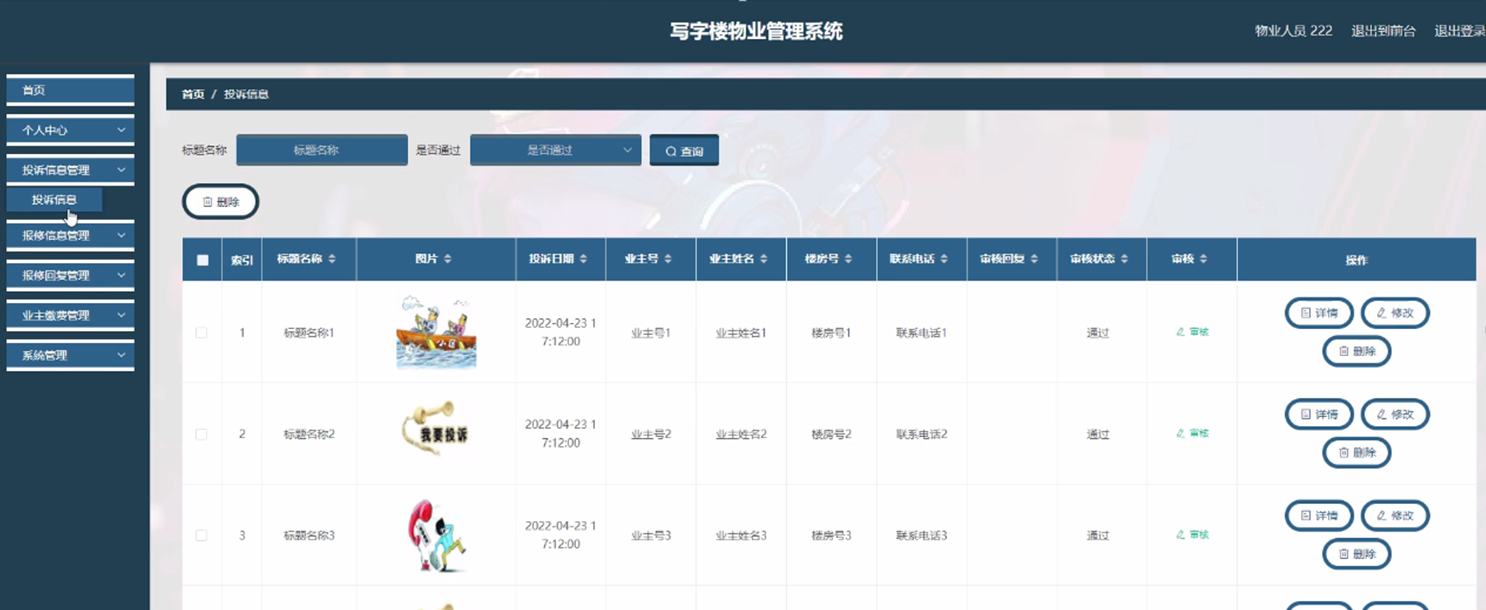 写字楼物业管理系统
物业人员 222 退出到前台 退出登录
首页
个人中心
投诉信息管理
投诉信息
报修信息管理
报修回复管理
业主缴费管理
系统管理
首页 / 投诉信息
标题名称 标题名称 是否通过 是否通过 查询
删除
索引 标题名称 图片 投诉日期 业主号 业主姓名 楼房号 联系电话 审核回复 审核状态 审核 操作
1 标题名称1 小区 2022-04-23 1
7:12:00 业主号1 业主姓名1 楼房号1 联系电话1 通过 审核 详情 修改
删除
2 标题名称2 我要投诉 2022-04-23 1
7:12:00 业主号2 业主姓名2 楼房号2 联系电话2 通过 审核 详情 修改
删除
3 标题名称3 2022-04-23 1
7:12:00 业主号3 业主姓名3 楼房号3 联系电话3 通过 审核 详情 修改
删除